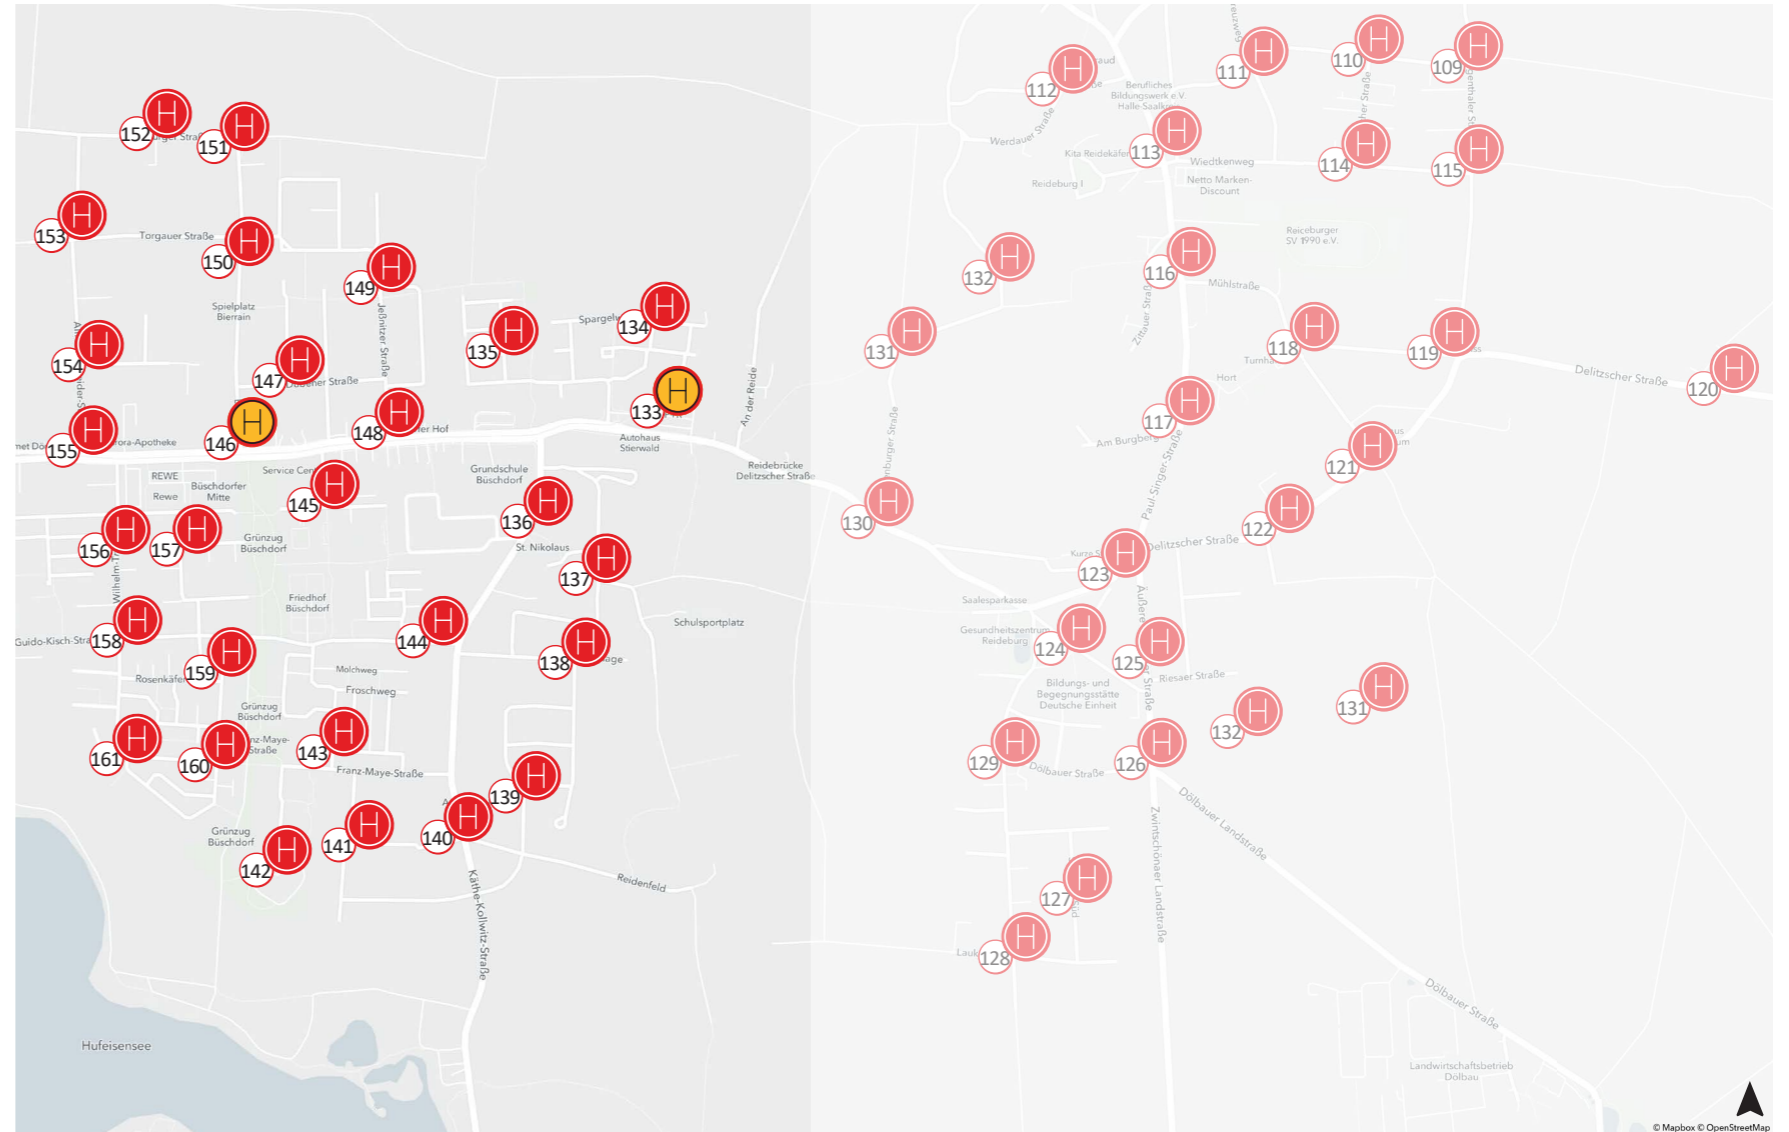 H
110
H
109
H
111
H
112
H
Berufliches
Bildungswerk e.V.
Halle-Saalkreis
Werdauer Straße
152
H
151
H
Kita Reidekäfer
113
H
Wiedtkenweg
114
H
115
H
Reideburg I
Netto Marken-
Discount
153
H
Torgauer Straße
150
H
SV 1990 e.V.
149
H
132
H
116
H
Mühlstraße
Zittauer Straße
Spielplatz
Bierrain
Jeßnitzer Straße
135
H
134
H
131
H
118
H
119
H
154
H
147
H
An der Reide
Hort
Delitzscher Straße
120
H
155
H
146
H
148
H
133
H
Autohaus
Stierwald
117
H
Am Burgberg
121
H
REWE
Rewe
Büschdorfer
Mitte
145
H
Grundschule
Büschdorf
Reidebrücke
Delitzscher Straße
Paul-Singer-Straße
136
H
130
H
122
H
156
H
157
H
Grünzug
Büschdorf
St. Nikolaus
137
H
123
H
Delitzscher Straße
Friedhof
Büschdorf
Saalesparkasse
Guido-Kisch-Straße
158
H
159
H
144
H
138
H
Schulsportplatz
Gesundheitszentrum
Reideburg
124
H
125
H
Molchweg
Froschweg
Riesaer Straße
Bildungs- und
Begegnungsstätte
Deutsche Einheit
131
H
132
H
Grünzug
Büschdorf
161
H
160
H
143
H
Franz-Maye-Straße
139
H
129
H
Dölbauer Straße
126
H
Dölbauer Landstraße
Grünzug
Büschdorf
142
H
141
H
140
H
Zwintschönaer Landstraße
Käthe-Kollwitz-Straße
Reidenfeld
127
H
128
H
Dölbauer Straße
Hufeisensee
Landwirtschaftsbetrieb
Dölbau
© Mapbox © OpenStreetMap